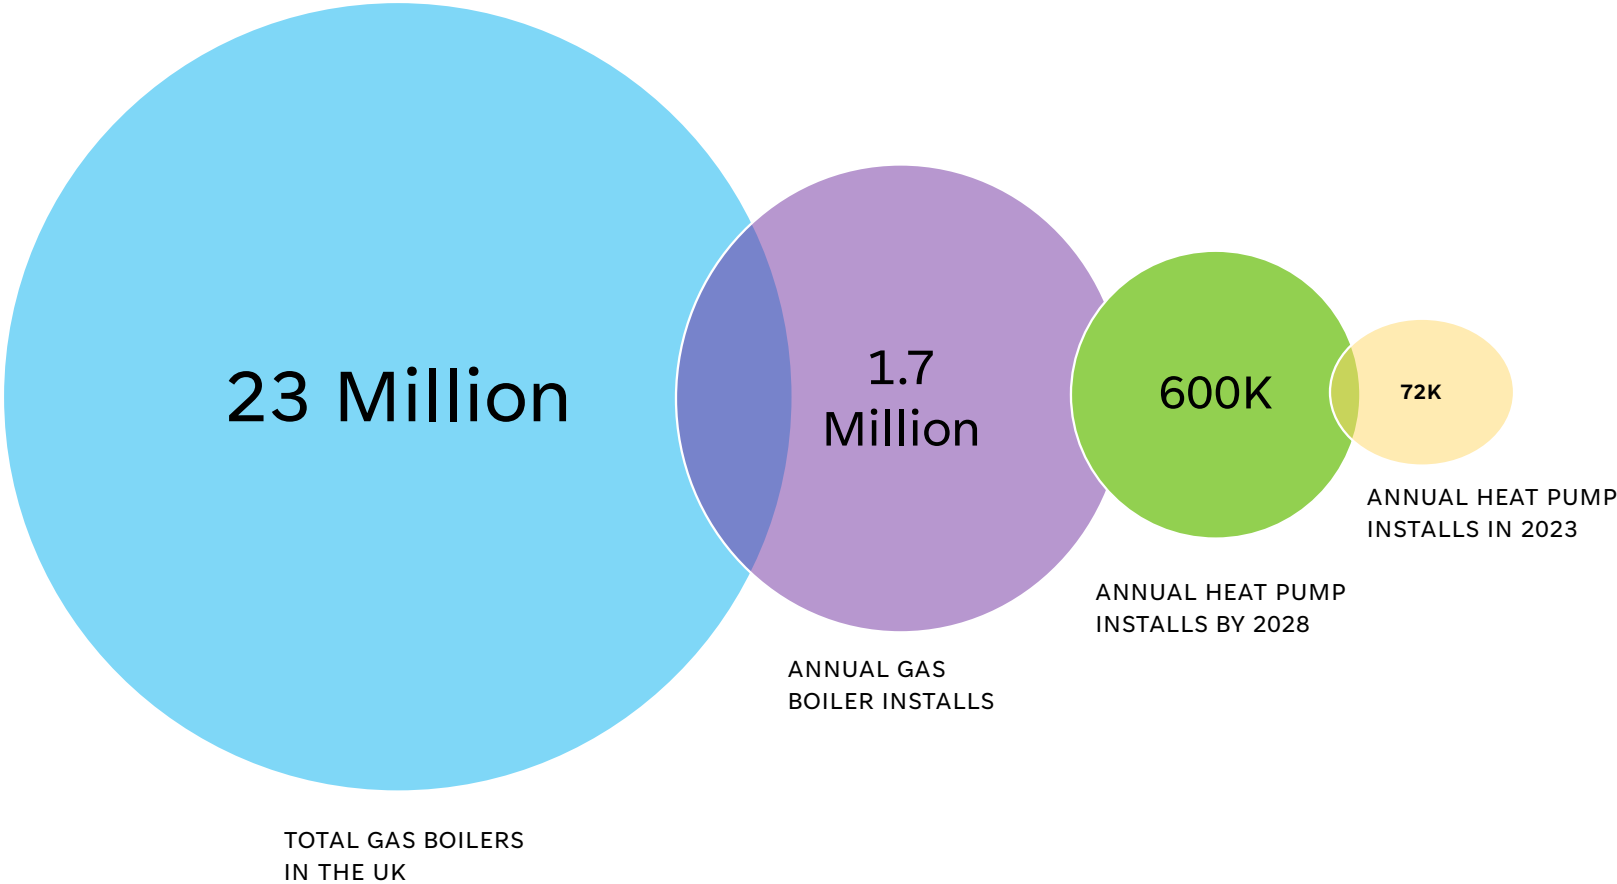 23 Million
TOTAL GAS BOILERS
IN THE UK
1.7
Million
ANNUAL GAS
BOILER INSTALLS
600K
ANNUAL HEAT PUMP
INSTALLS BY 2028
72K
ANNUAL HEAT PUMP
INSTALLS IN 2023